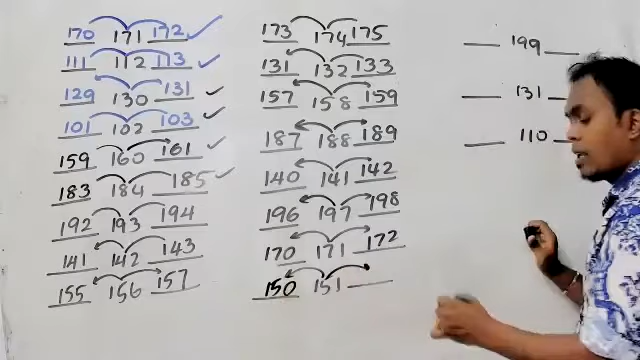 170 171 172
111 112 113
129 130 131
101 102 103
159 160 161
183 184 185
192 193 194
141 142 143
155 156 157
173 174 175
131 132 133
157 158 159
187 188 189
140 141 142
196 197 198
170 171 172
150 151
199
131
110